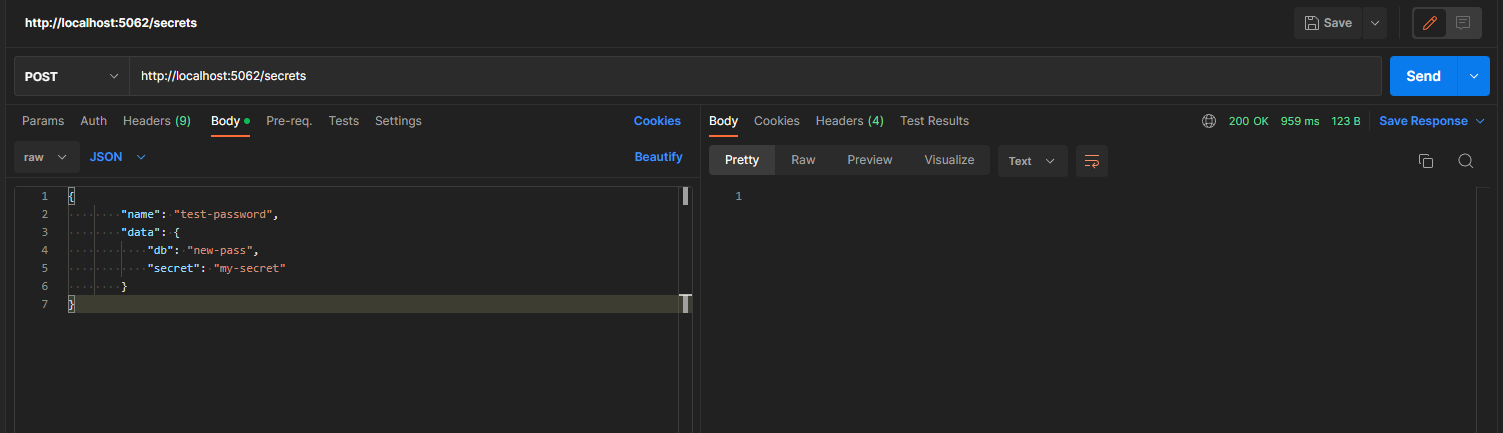 http://localhost:5062/secrets
Save
POST
http://localhost:5062/secrets
Send
Params Auth Headers (9) Body Pre-req. Tests Settings Cookies
raw JSON Beautify
1 {
2 "name": "test-password",
3 "data": {
4 "db": "new-pass",
5 "secret": "my-secret"
6 }
7 }
Body Cookies Headers (4) Test Results 200 OK 959 ms 123 B Save Response
Pretty Raw Preview Visualize Text
1